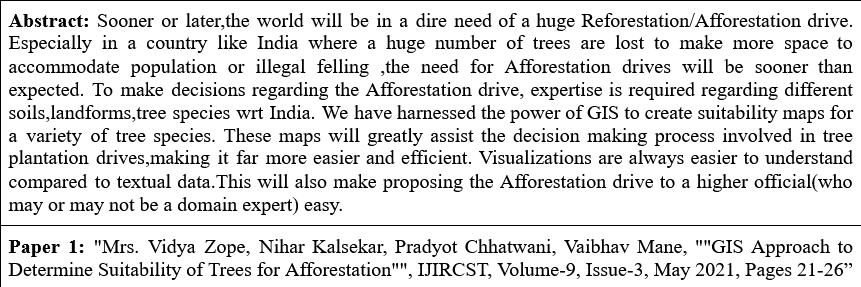 Abstract: Sooner or later,the world will be in a dire need of a huge Reforestation/Afforestation drive.
Especially in a country like India where a huge number of trees are lost to make more space to
accommodate population or illegal felling ,the need for Afforestation drives will be sooner than
expected. To make decisions regarding the Afforestation drive, expertise is required regarding different
soils,landforms,tree species wrt India. We have harnessed the power of GIS to create suitability maps for
a variety of tree species. These maps will greatly assist the decision making process involved in tree
plantation drives,making it far more easier and efficient. Visualizations are always easier to understand
compared to textual data.This will also make proposing the Afforestation drive to a higher official(who
may or may not be a domain expert) easy.
Paper 1: "Mrs. Vidya Zope, Nihar Kalsekar, Pradyot Chhatwani, Vaibhav Mane, ""GIS Approach to
Determine Suitability of Trees for Afforestation"", IJIRCST, Volume-9, Issue-3, May 2021, Pages 21-26”